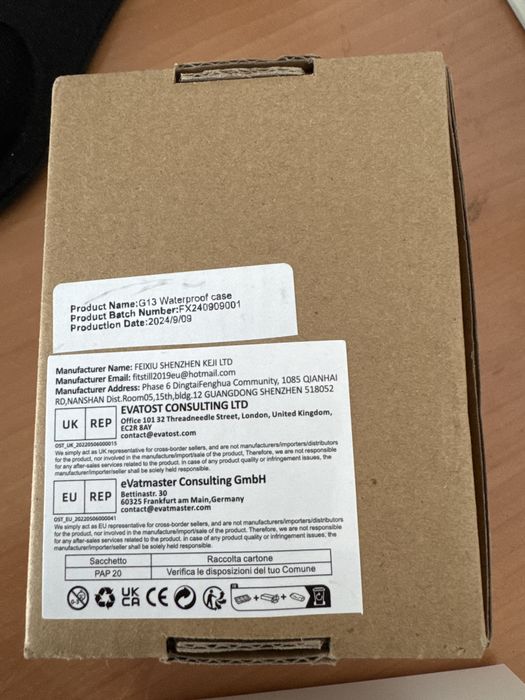 Product Name:G13 Waterproof case
Product Batch Number:FX240909001
Production Date:2024/9/09
Manufacturer Name: FEIXIU SHENZHEN KEJI LTD
Manufacturer Email: fitstill2019eu@hotmail.com
Manufacturer Address: Phase 6 DingtaiFenghua Community, 1085 QIANHAI
RD,NANSHAN Dist.Room05,15th,bldg.12 GUANGDONG SHENZHEN 518052
UK REP
EVATOST CONSULTING LTD
Office 101 32 Threadneedle Street, London, United Kingdom,
EC2R 8AY
contact@evatost.com
OST_UK_20220506000015
We simply act as UK representative for cross-border sellers, and are not manufacturers/importers/distributors
for the product, nor involved in the manufacture/import/sale of the product, Therefore, we are not responsible
for any after-sales services related to the product. In case of any product quality or infringement issues, the
manufacturer/importer/seller shall be solely held responsible.
EU REP
eVatmaster Consulting GmbH
Bettinastr. 30
60325 Frankfurt am Main,Germany
contact@evatmaster.com
OST_EU_20220506000041
We simply act as EU representative for cross-border sellers, and are not manufacturers/importers/distributors
for the product, nor involved in the manufacture/import/sale of the product. Therefore, we are not responsible
for any after-sales services related to the product. In case of any product quality or infringement issues, the
manufacturer/importer/seller shall be solely held responsible.
Sacchetto Raccolta cartone
PAP 20 Verifica le disposizioni del tuo Comune
UK
CA CE